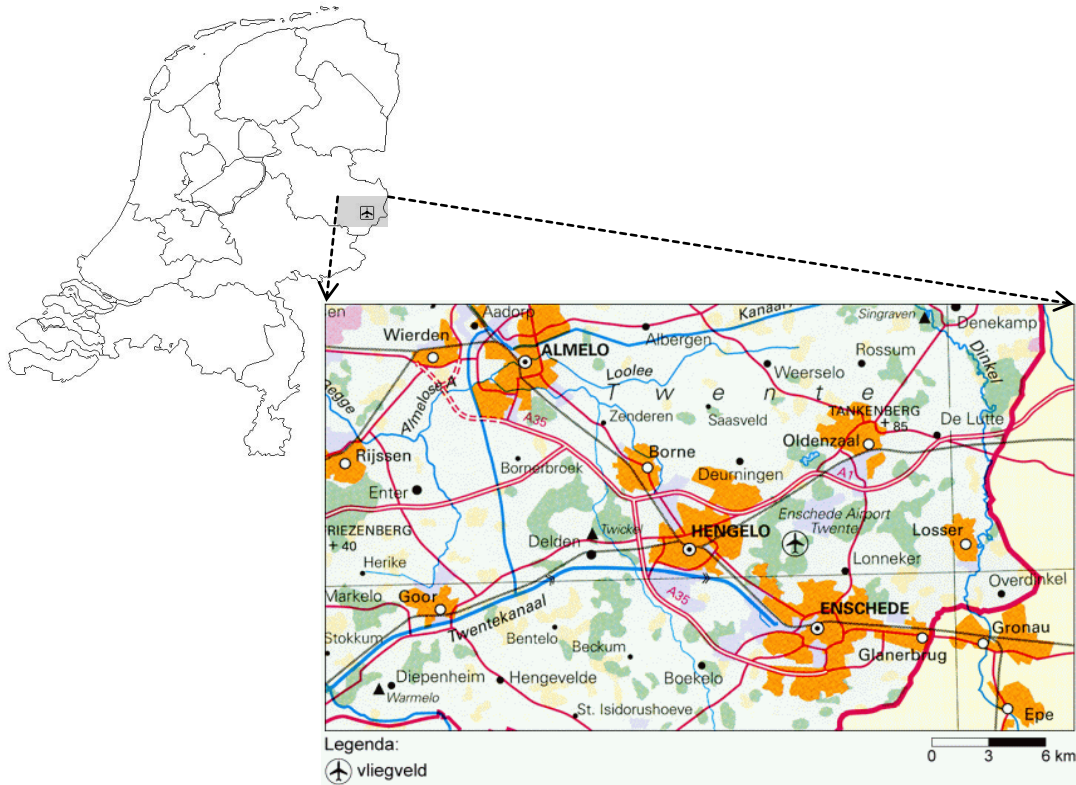 Aadorp
Kanaal
Singraven
Denekamp
Wierden
ALMELO
Albergen
Rossum
Dinkel
Loolee
Weerselo
Twente
egge
Almelose A
Zenderen
Saasveld
TANKENBERG
+ 85
De Lutte
A35
Oldenzaal
Rijssen
Borne
Bornerbroek
Deurningen
A1
Enter
Enschede Airport
Twente
RIEZENBERG
+ 40
Twickel
HENGELO
Losser
Delden
Herike
Lonneker
Overdinkel
Markelo
Goor
A35
ENSCHEDE
Twentekanaal
Stokkum
Bentelo
Gronau
Beckum
Glanerbrug
Diepenheim
Hengevelde
Boekelo
Warmelo
St. Isidorushoeve
Epe
Legenda:
vliegveld
0 3 6 km